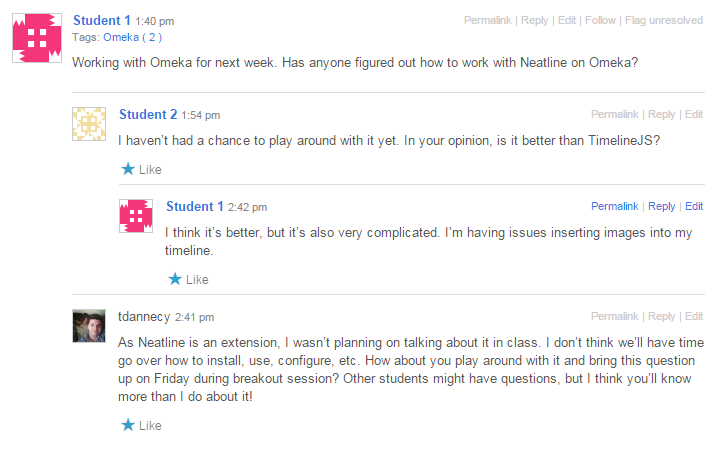 Student 1 1:40 pm Permalink | Reply | Edit | Follow | Flag unresolved
Tags: Omeka ( 2 )
Working with Omeka for next week. Has anyone figured out how to work with Neatline on Omeka?
Student 2 1:54 pm Permalink | Reply | Edit
I haven’t had a chance to play around with it yet. In your opinion, is it better than TimelineJS?
Like
Student 1 2:42 pm Permalink | Reply | Edit
I think it’s better, but it’s also very complicated. I’m having issues inserting images into my
timeline.
Like
tdannecy 2:41 pm Permalink | Reply | Edit
As Neatline is an extension, I wasn’t planning on talking about it in class. I don’t think we’ll have time
go over how to install, use, configure, etc. How about you play around with it and bring this question
up on Friday during breakout session? Other students might have questions, but I think you’ll know
more than I do about it!
Like